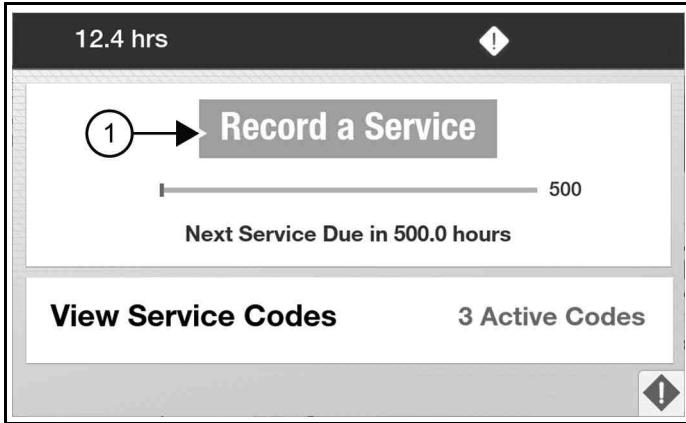 12.4 hrs
1
Record a Service
500
Next Service Due in 500.0 hours
View Service Codes
3 Active Codes